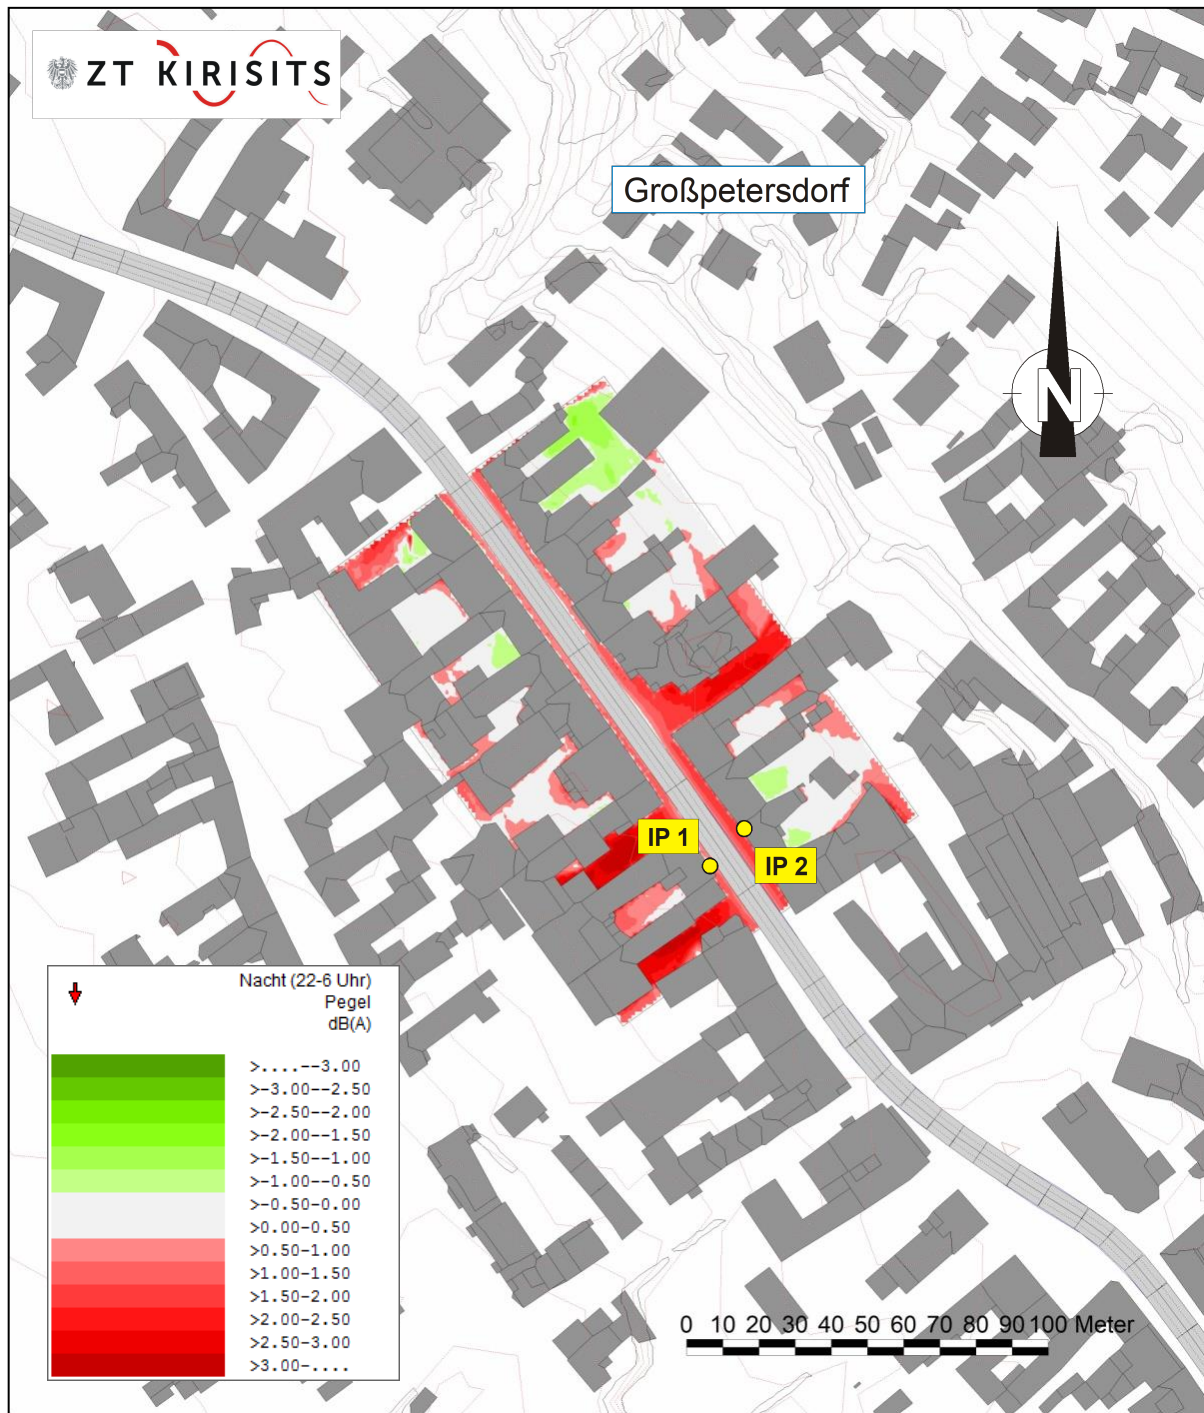 ZT KIRISITS
Großpetersdorf
N
IP 1
IP 2
Nacht (22-6 Uhr)
Pegel
dB(A)
>....--3.00
>-3.00--2.50
>-2.50--2.00
>-2.00--1.50
>-1.50--1.00
>-1.00--0.50
>-0.50-0.00
>0.00-0.50
>0.50-1.00
>1.00-1.50
>1.50-2.00
>2.00-2.50
>2.50-3.00
>3.00-....
0 10 20 30 40 50 60 70 80 90 100 Meter